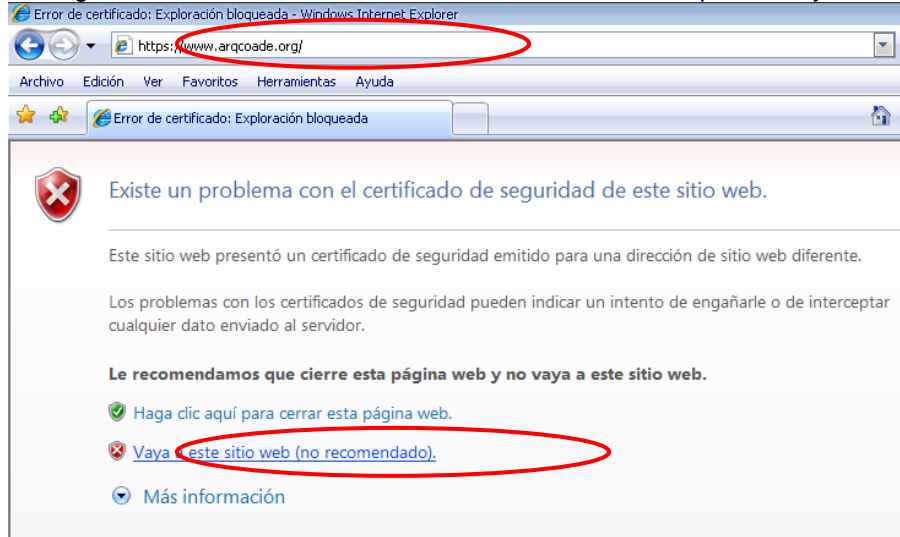 Error de certificado: Exploración bloqueada - Windows Internet Explorer
https://www.arqcoade.org/
Archivo Edición Ver Favoritos Herramientas Ayuda
Error de certificado: Exploración bloqueada
Existe un problema con el certificado de seguridad de este sitio web.
Este sitio web presentó un certificado de seguridad emitido para una dirección de sitio web diferente.
Los problemas con los certificados de seguridad pueden indicar un intento de engañarle o de interceptar
cualquier dato enviado al servidor.
Le recomendamos que cierre esta página web y no vaya a este sitio web.
Haga clic aquí para cerrar esta página web.
Vaya a este sitio web (no recomendado).
Más información